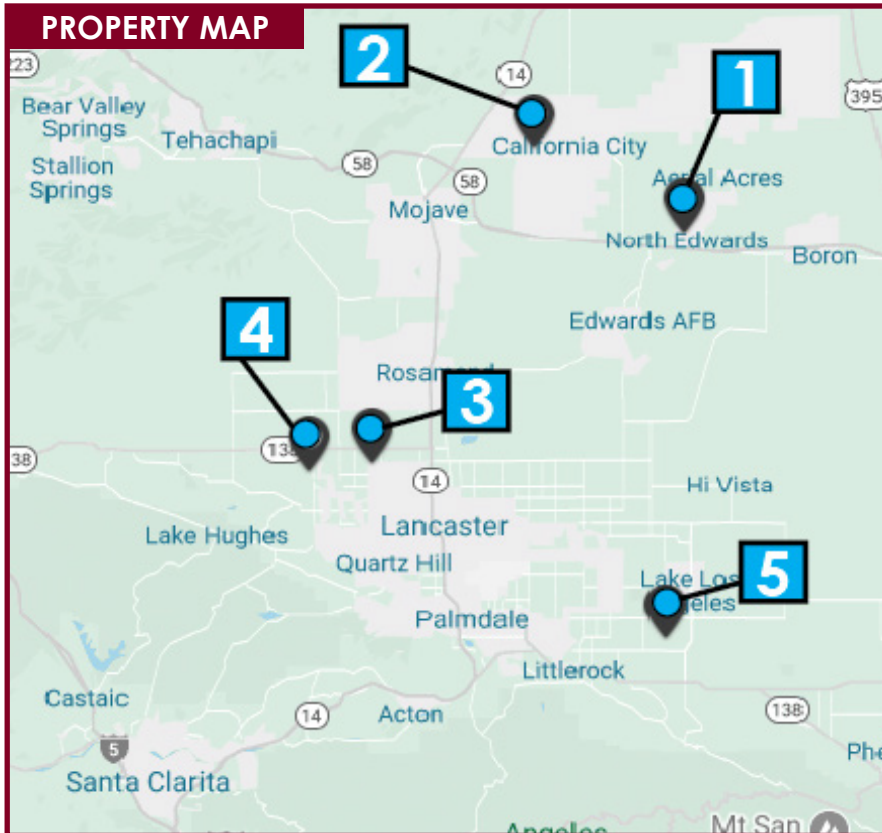 PROPERTY MAP
223
2
14
1
395
Bear Valley
Springs
Tehachapi
California City
Stallion
Springs
58
58
Aerial Acres
Mojave
North Edwards
Boron
4
Edwards AFB
Rosamond
3
138
38
14
Hi Vista
Lake Hughes
Lancaster
Quartz Hill
5
Lake Los
Angeles
Palmdale
Littlerock
Castaic
14
Acton
138
5
Phe
Santa Clarita
Angeles
Mt San